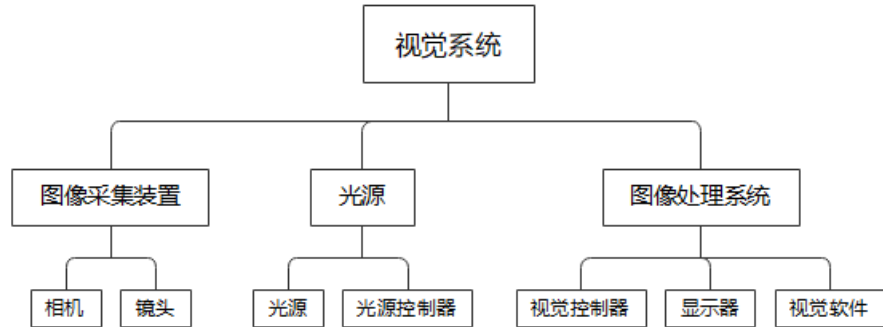 视觉系统
图像采集装置
光源
图像处理系统
相机
镜头
光源
光源控制器
视觉控制器
显示器
视觉软件